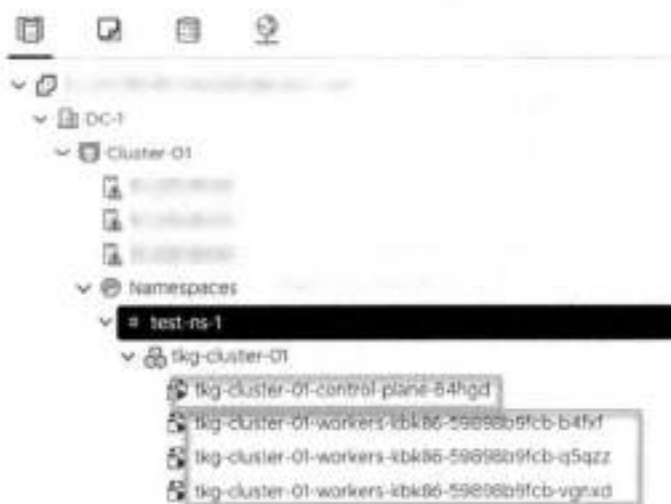 DC-1
Cluster-01
Namespaces
test-ns-1
tkg-cluster-01
tkg-cluster-01-control-plane-84hgd
tkg-cluster-01-workers-kbk86-59898b9fcb-b4fxf
tkg-cluster-01-workers-kbk86-59898b9fcb-q5qzz
tkg-cluster-01-workers-kbk86-59898b9fcb-vgnxd